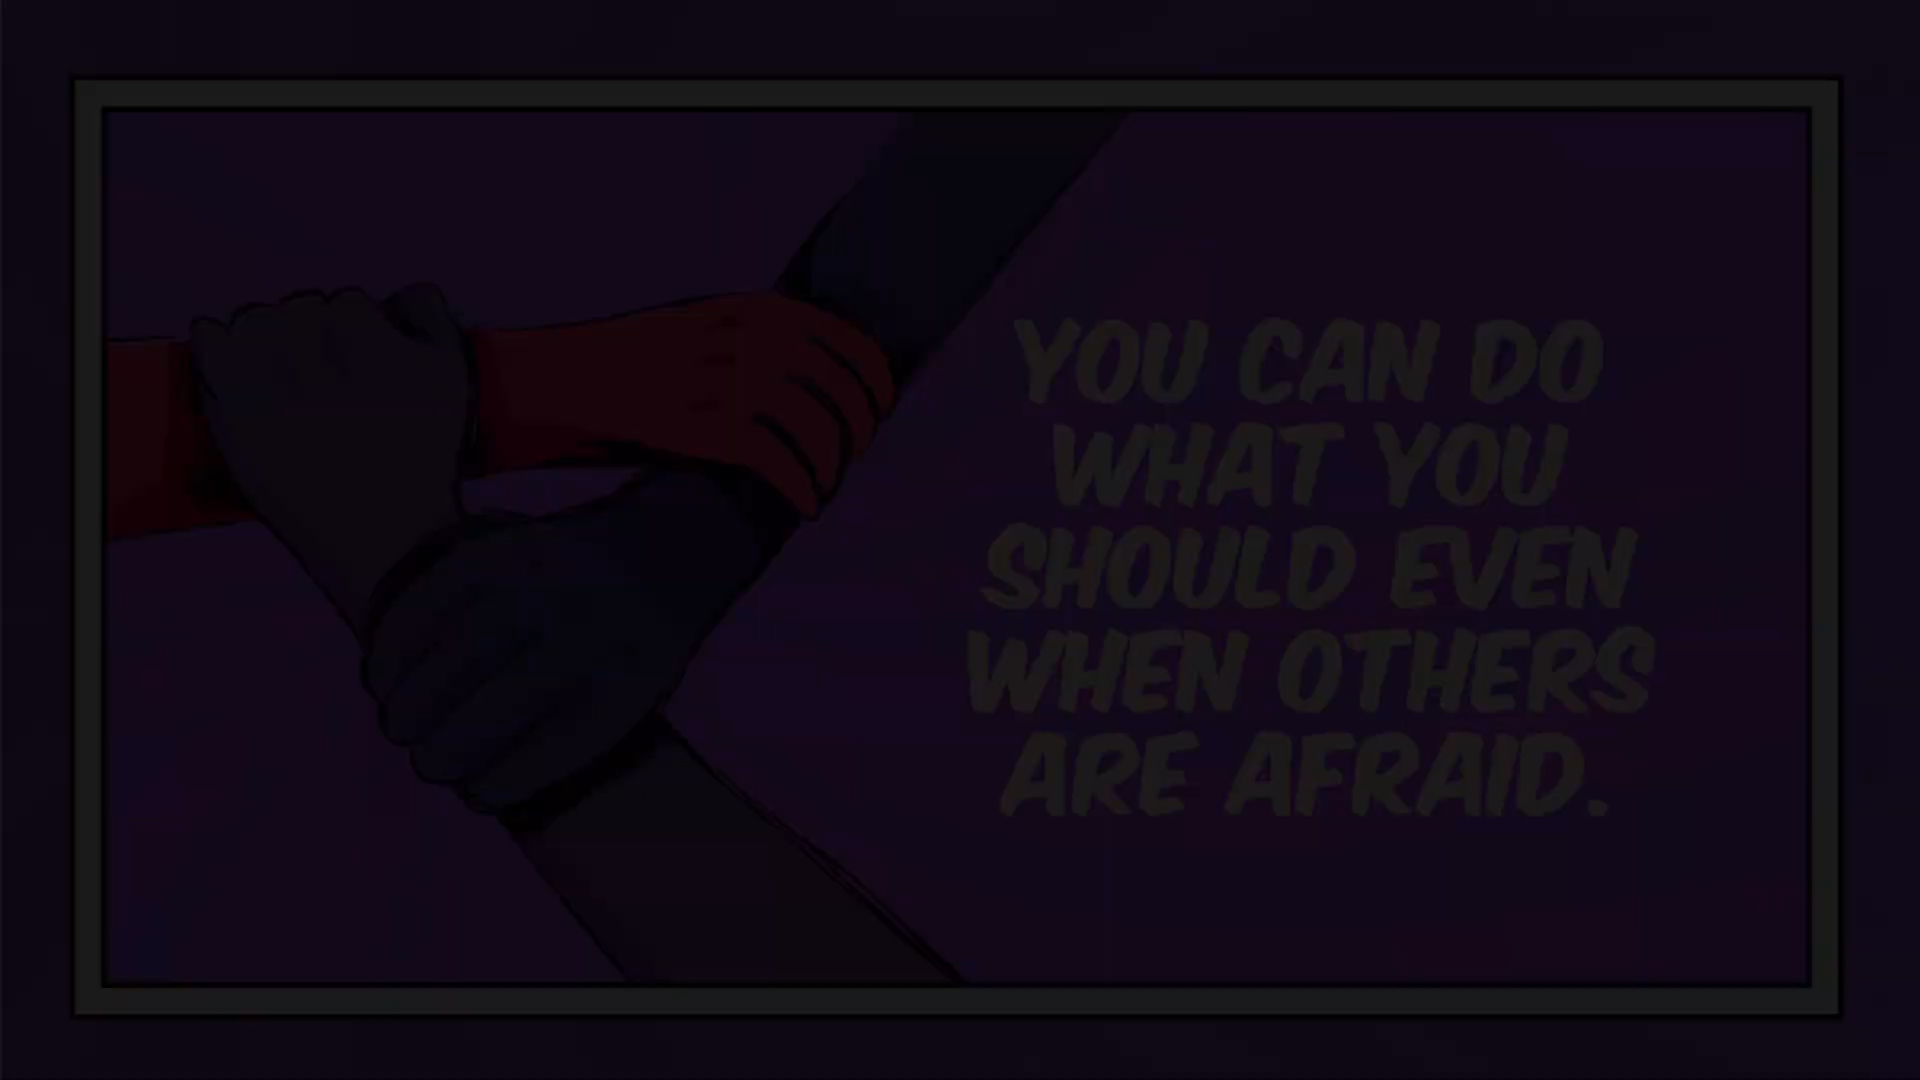 YOU CAN DO
WHAT YOU
SHOULD EVEN
WHEN OTHERS
ARE AFRAID.